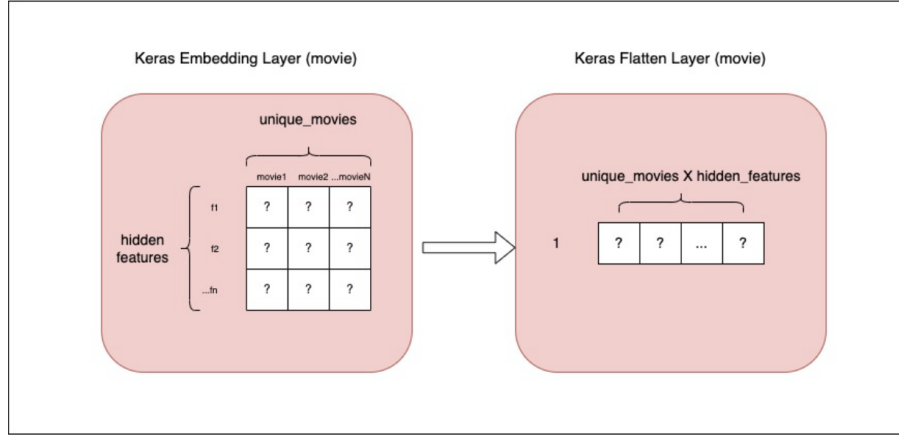 Keras Embedding Layer (movie)
Keras Flatten Layer (movie)
unique_movies
movie1 movie2 ...movieN
hidden
features
f1 ? ? ?
f2 ? ? ?
...fn ? ? ?
unique_movies X hidden_features
1 ? ? ... ?